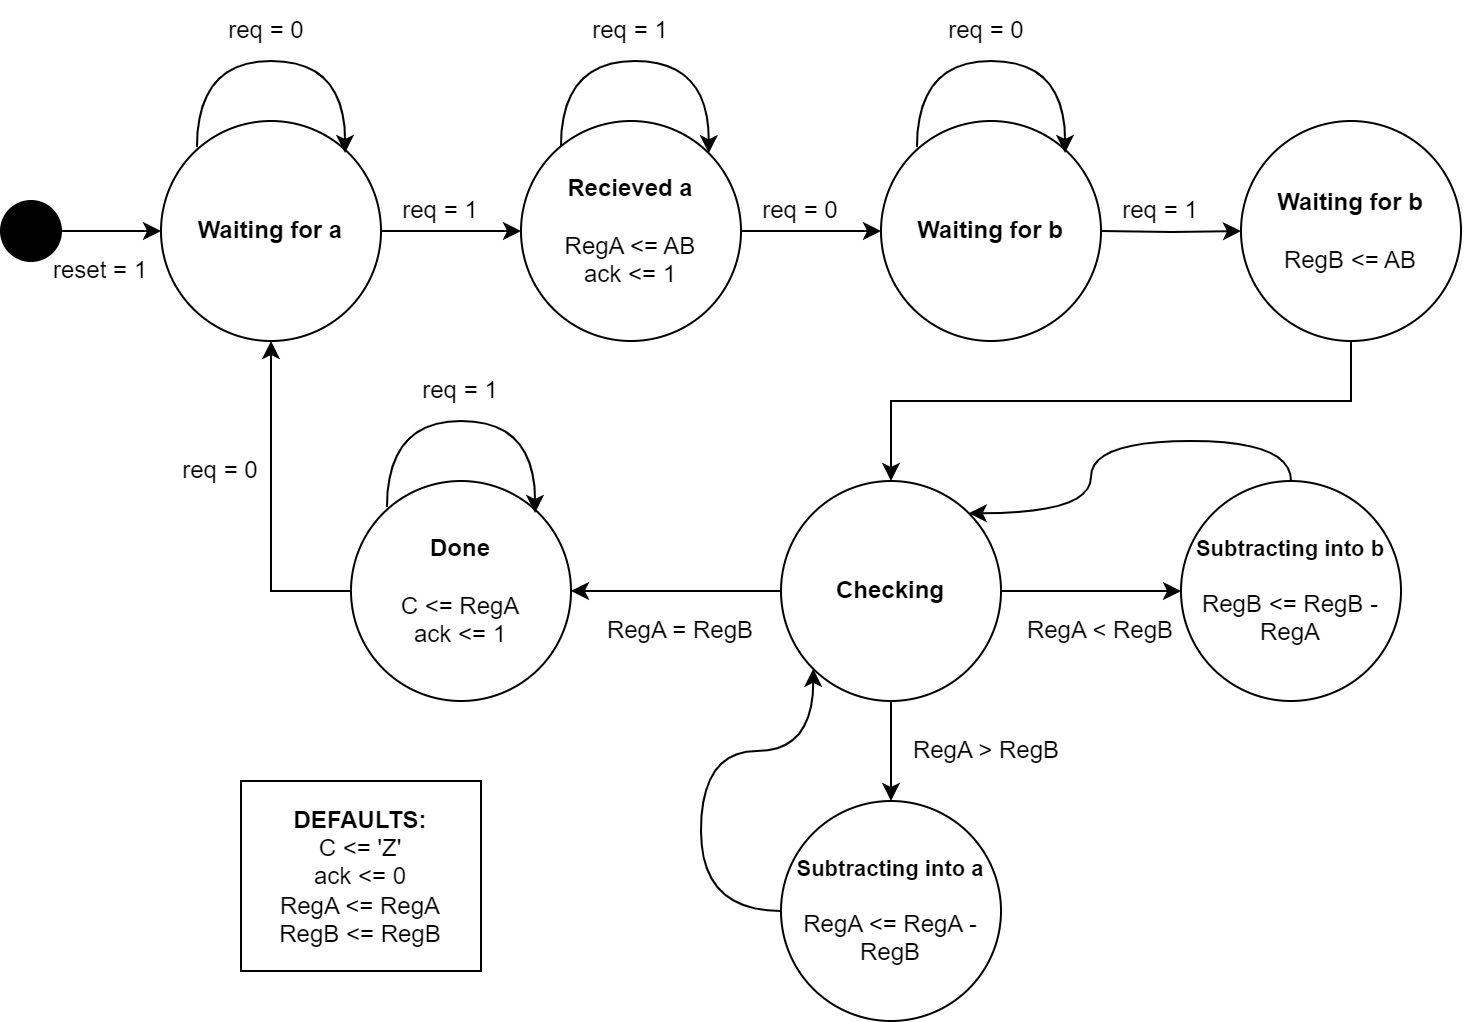 req = 0
req = 1
req = 0
Waiting for a
reset = 1
req = 1
Recieved a
RegA <= AB
ack <= 1
req = 0
Waiting for b
req = 1
Waiting for b
RegB <= AB
req = 0
req = 1
Done
C <= RegA
ack <= 1
RegA = RegB
Checking
RegA < RegB
Subtracting into b
RegB <= RegB -
RegA
RegA > RegB
Subtracting into a
RegA <= RegA -
RegB
DEFAULTS:
C <= 'Z'
ack <= 0
RegA <= RegA
RegB <= RegB